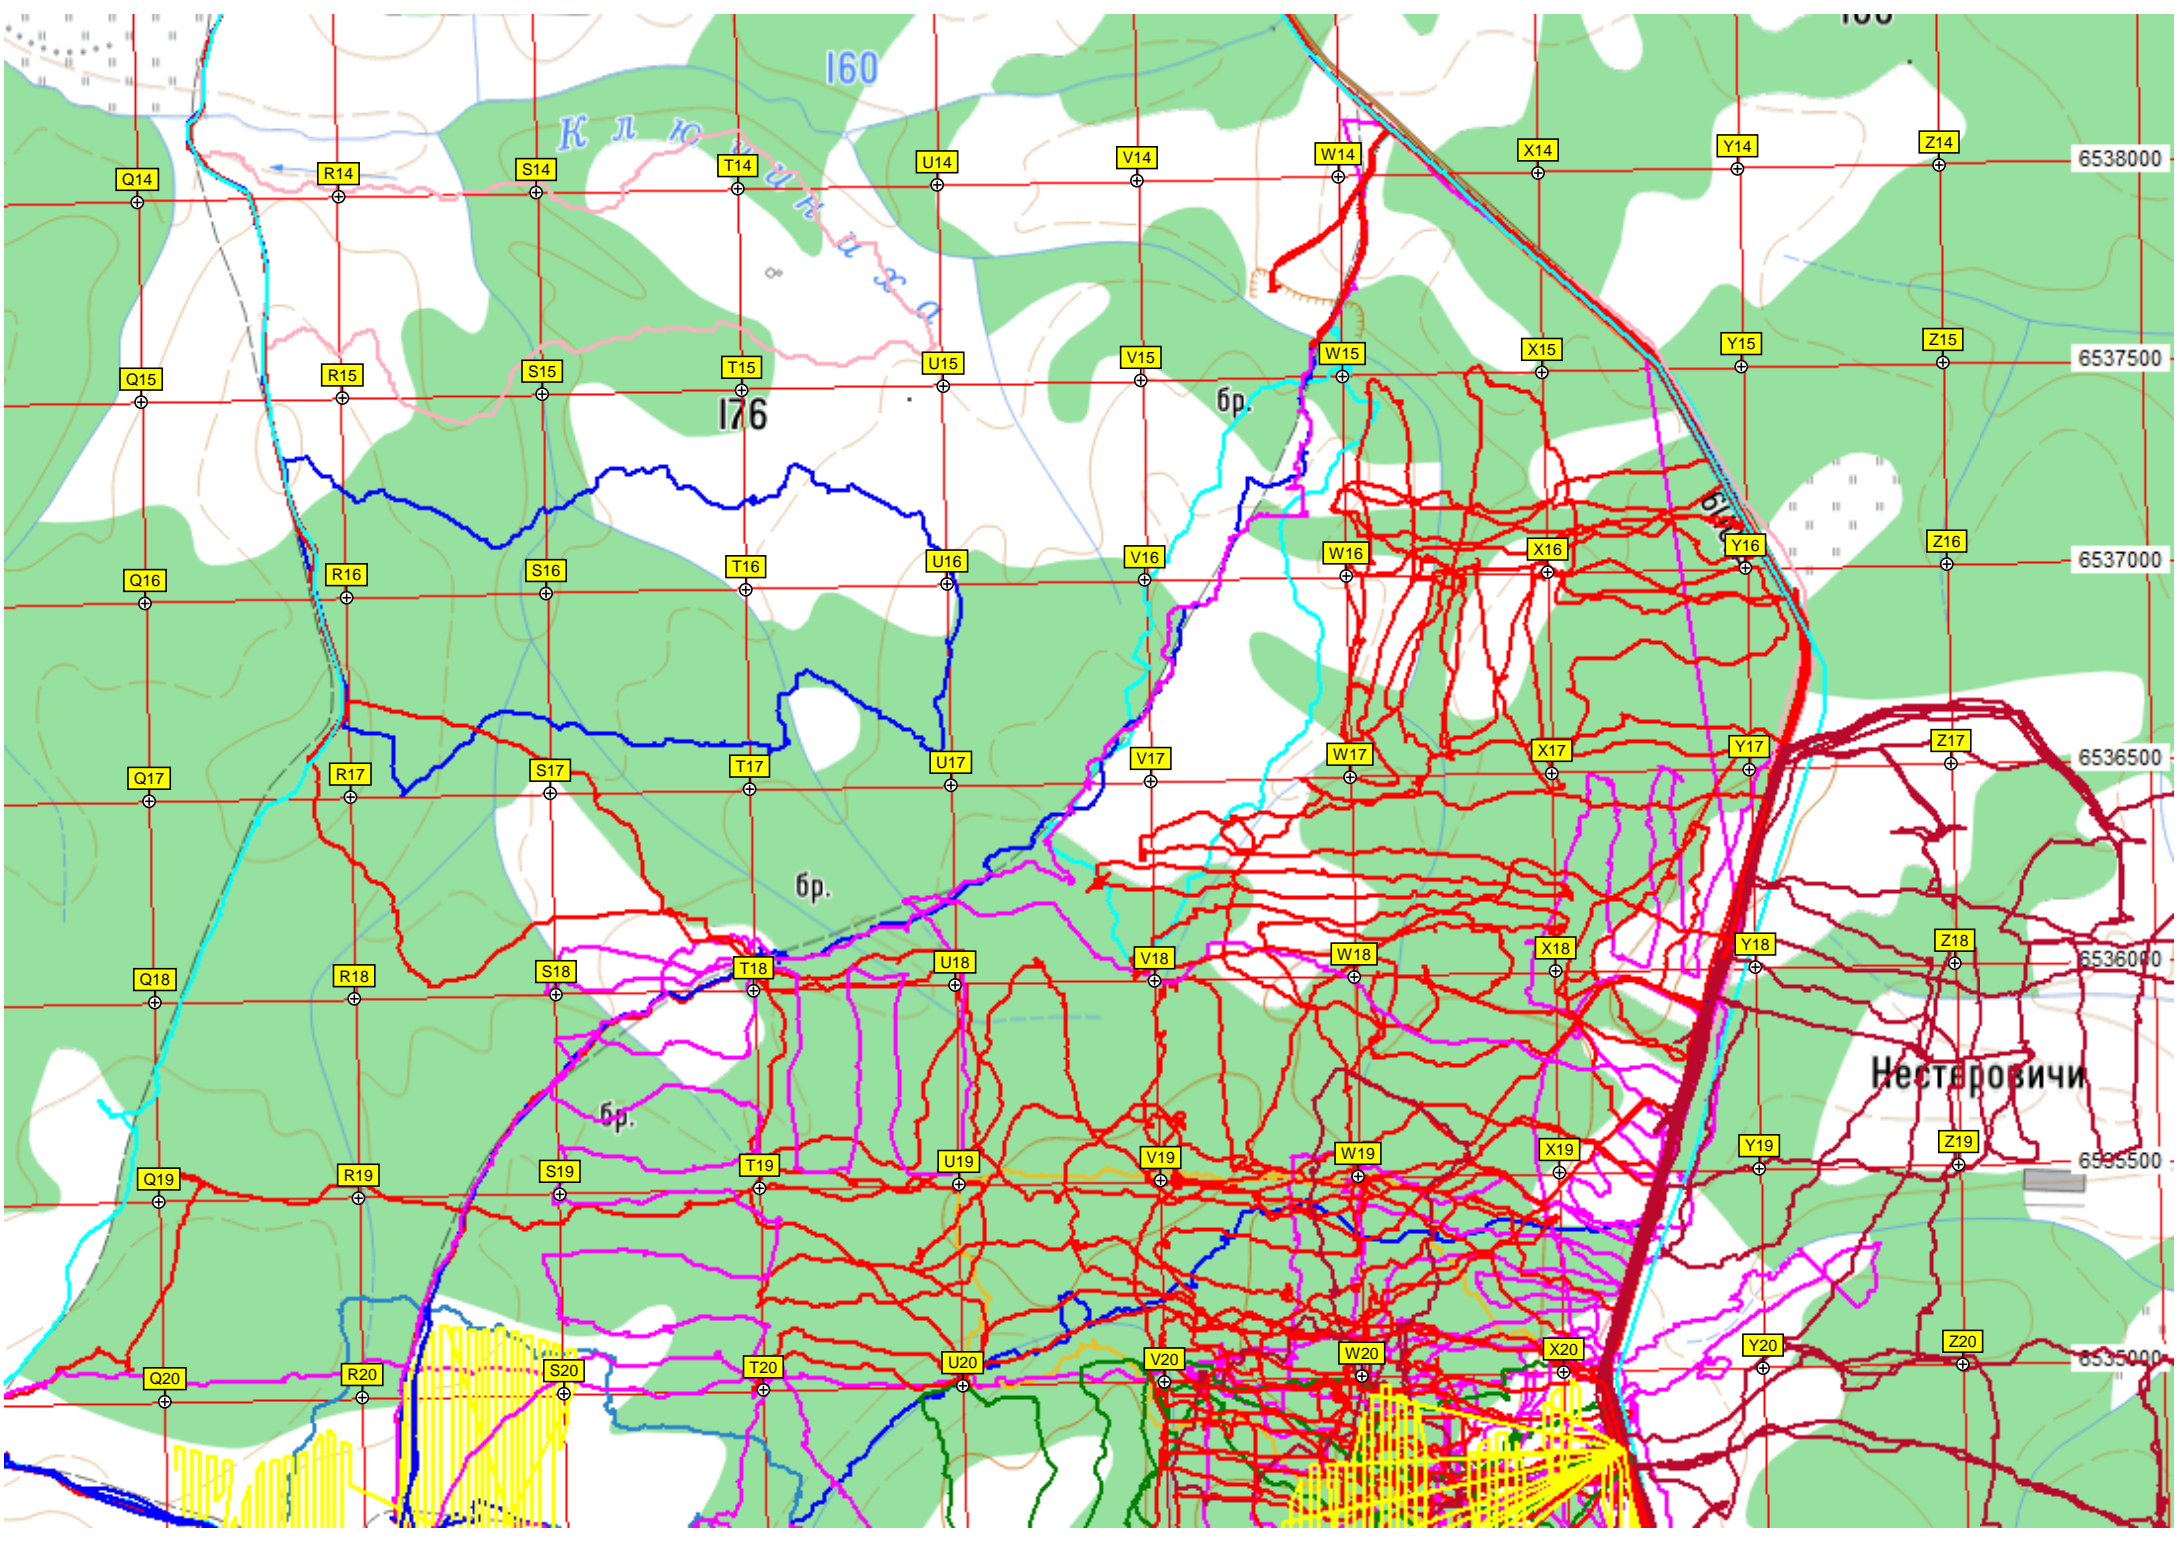 160
Ключиниха
Q14 R14 S14 T14 U14 V14 W14 X14 Y14 Z14 6538000
Q15 R15 S15 T15 U15 V15 W15 X15 Y15 Z15 6537500
176
бр.
Q16 R16 S16 T16 U16 V16 W16 X16 Y16 Z16 6537000
Q17 R17 S17 T17 U17 V17 W17 X17 Y17 Z17 6536500
бр.
Q18 R18 S18 T18 U18 V18 W18 X18 Y18 Z18 6536000
Нестеровичи
бр.
Q19 R19 S19 T19 U19 V19 W19 X19 Y19 Z19 6535500
Q20 R20 S20 T20 U20 V20 W20 X20 Y20 Z20 6535000